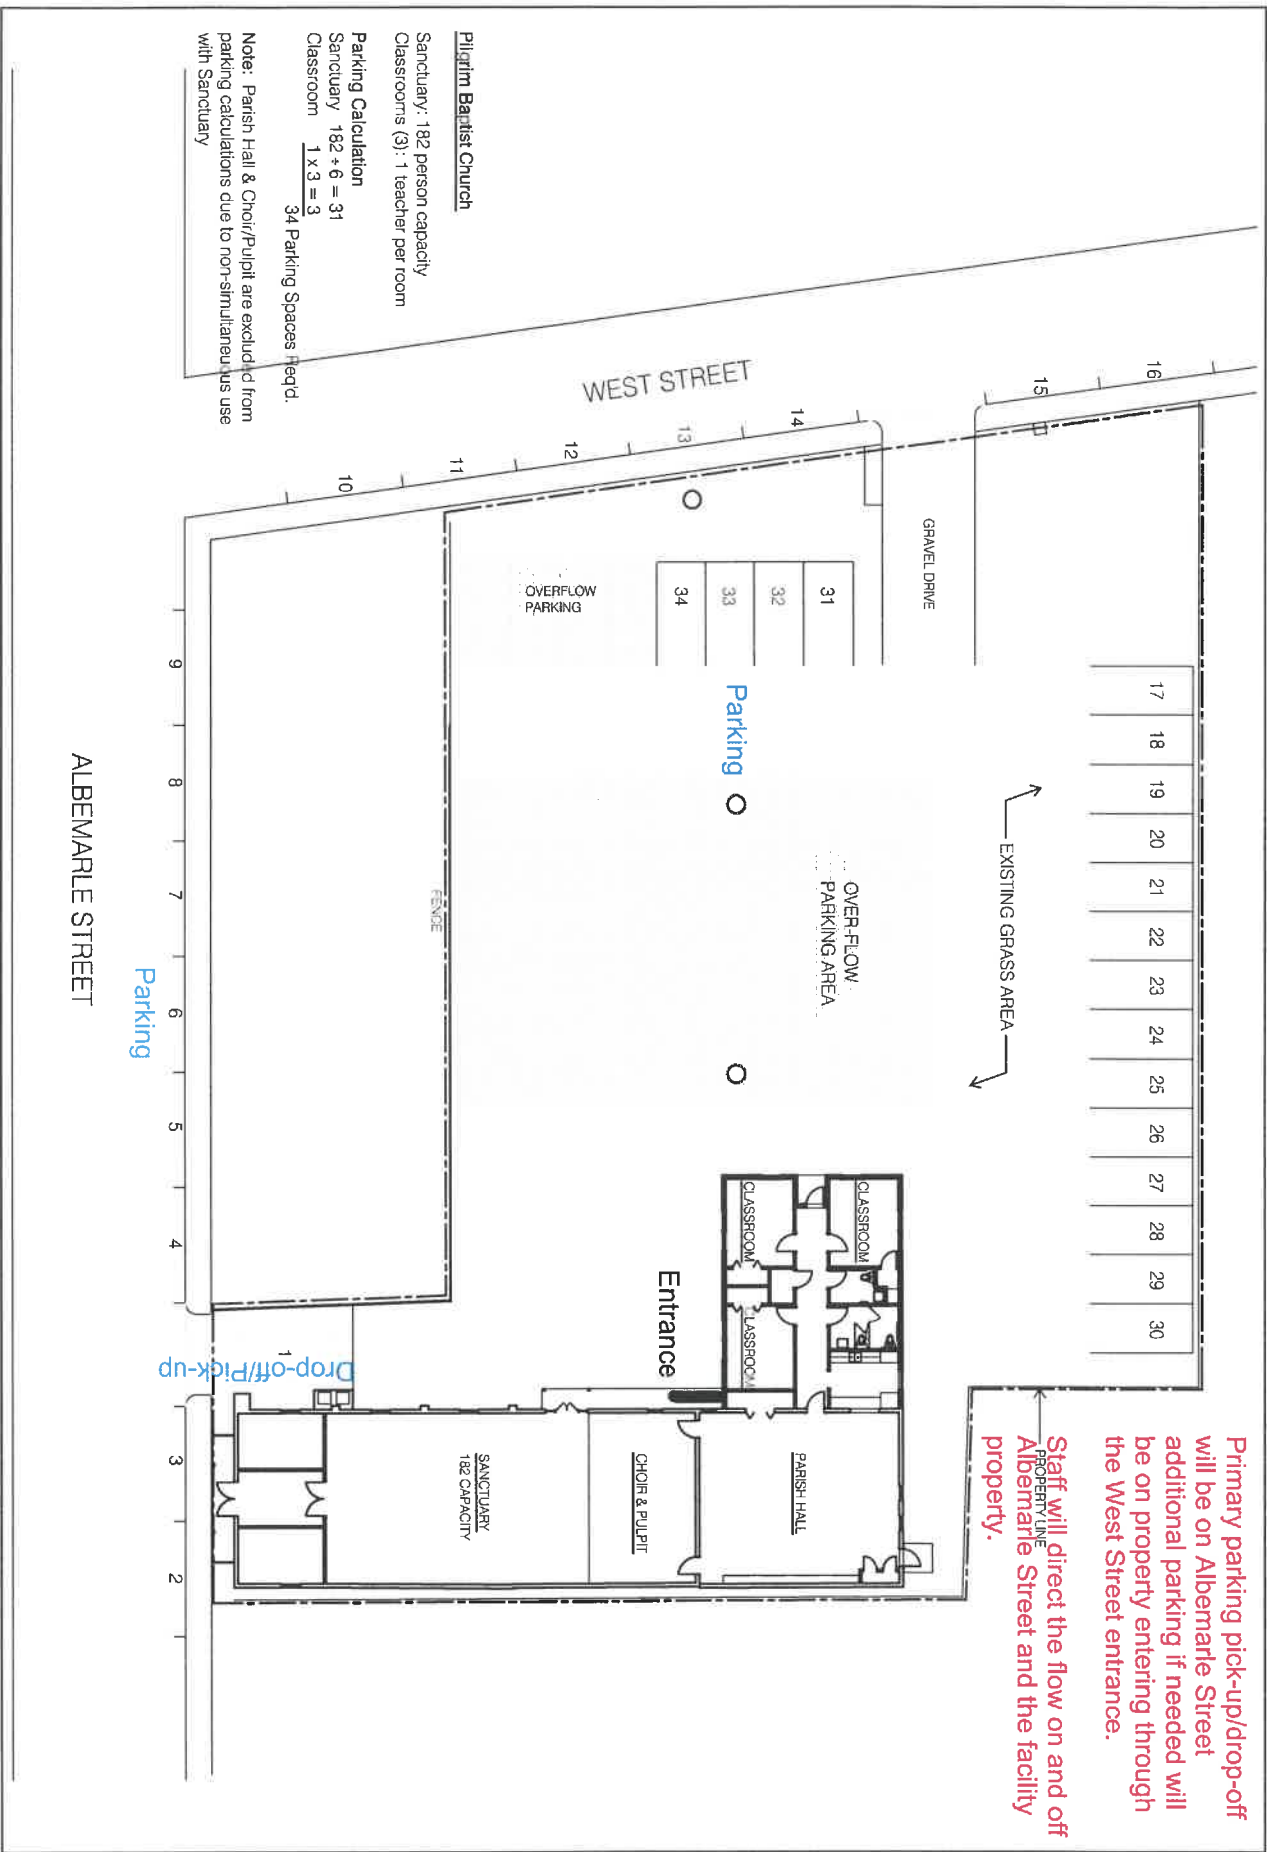 Pilgrim Baptist Church
Sanctuary: 182 person capacity
Classrooms (3): 1 teacher per room
Parking Calculation
Sanctuary 182 ÷ 6 = 31
Classroom 1 x 3 = 3
34 Parking Spaces Req'd.
Note: Parish Hall & Choir/Pulpit are excluded from
parking calculations due to non-simultaneous use
with Sanctuary
Primary parking pick-up/drop-off
will be on Albemarle Street
additional parking if needed will
be on property entering through
the West Street entrance.
Staff will direct the flow on and off
Albemarle Street and the facility
property.
PROPERTY LINE
WEST STREET
16
15
14
13
12
11
10
GRAVEL DRIVE
17
18
19
20
21
22
23
24
25
26
27
28
29
30
EXISTING GRASS AREA
31
32
33
34
OVERFLOW
PARKING
Parking
OVER-FLOW
PARKING AREA
CLASSROOM
CLASSROOM
CLASSROOM
Entrance
PARISH HALL
CHOIR & PULPIT
SANCTUARY
182 CAPACITY
FENCE
1
Drop-off/Pick-up
9
8
7
6
5
4
3
2
Parking
ALBEMARLE STREET